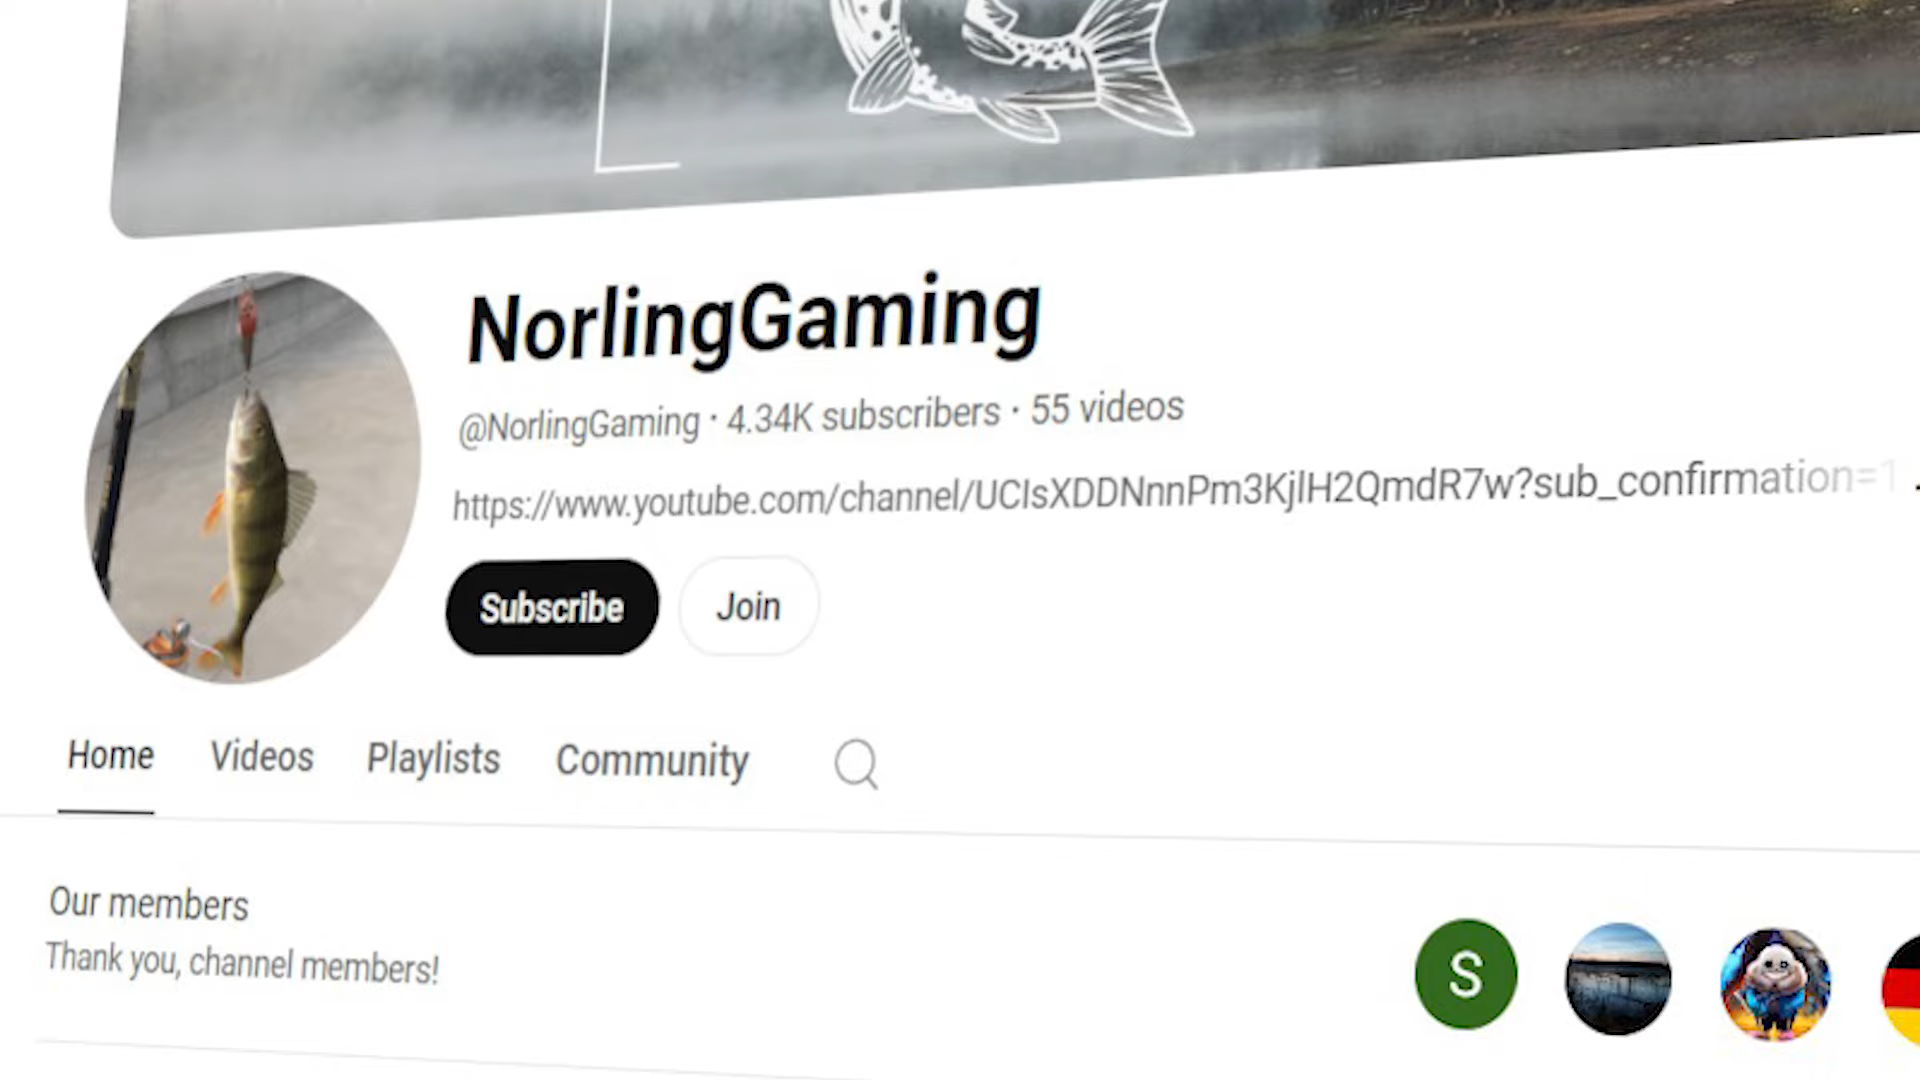 NorlingGaming
@NorlingGaming · 4.34K subscribers · 55 videos
https://www.youtube.com/channel/UClsXDDNnnPm3KjlH2QmdR7w?sub_confirmation=1
Subscribe
Join
Home
Videos
Playlists
Community
Our members
Thank you, channel members!
S